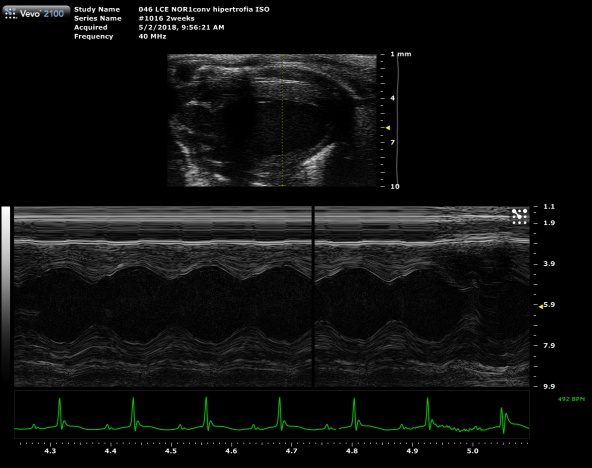 Vevo 2100
Study Name 046 LCE NOR1conv hipertrofia ISO
Series Name #1016 2weeks
Acquired 5/2/2018, 9:56:21 AM
Frequency 40 MHz
1 mm
4
7
10
1.1
1.9
3.9
5.9
7.9
9.9
492 BPM
4.3 4.4 4.5 4.6 4.7 4.8 4.9 5.0